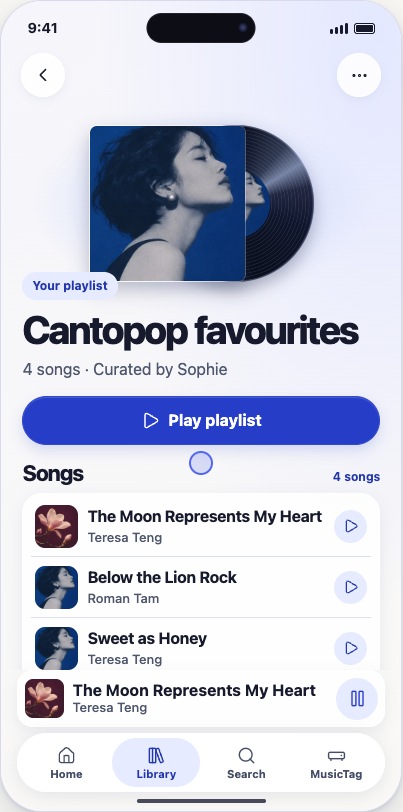 9:41
Your playlist
Cantopop favourites
4 songs · Curated by Sophie
Play playlist
Songs
4 songs
The Moon Represents My Heart
Teresa Teng
Below the Lion Rock
Roman Tam
Sweet as Honey
Teresa Teng
The Moon Represents My Heart
Teresa Teng
Home
Library
Search
MusicTag